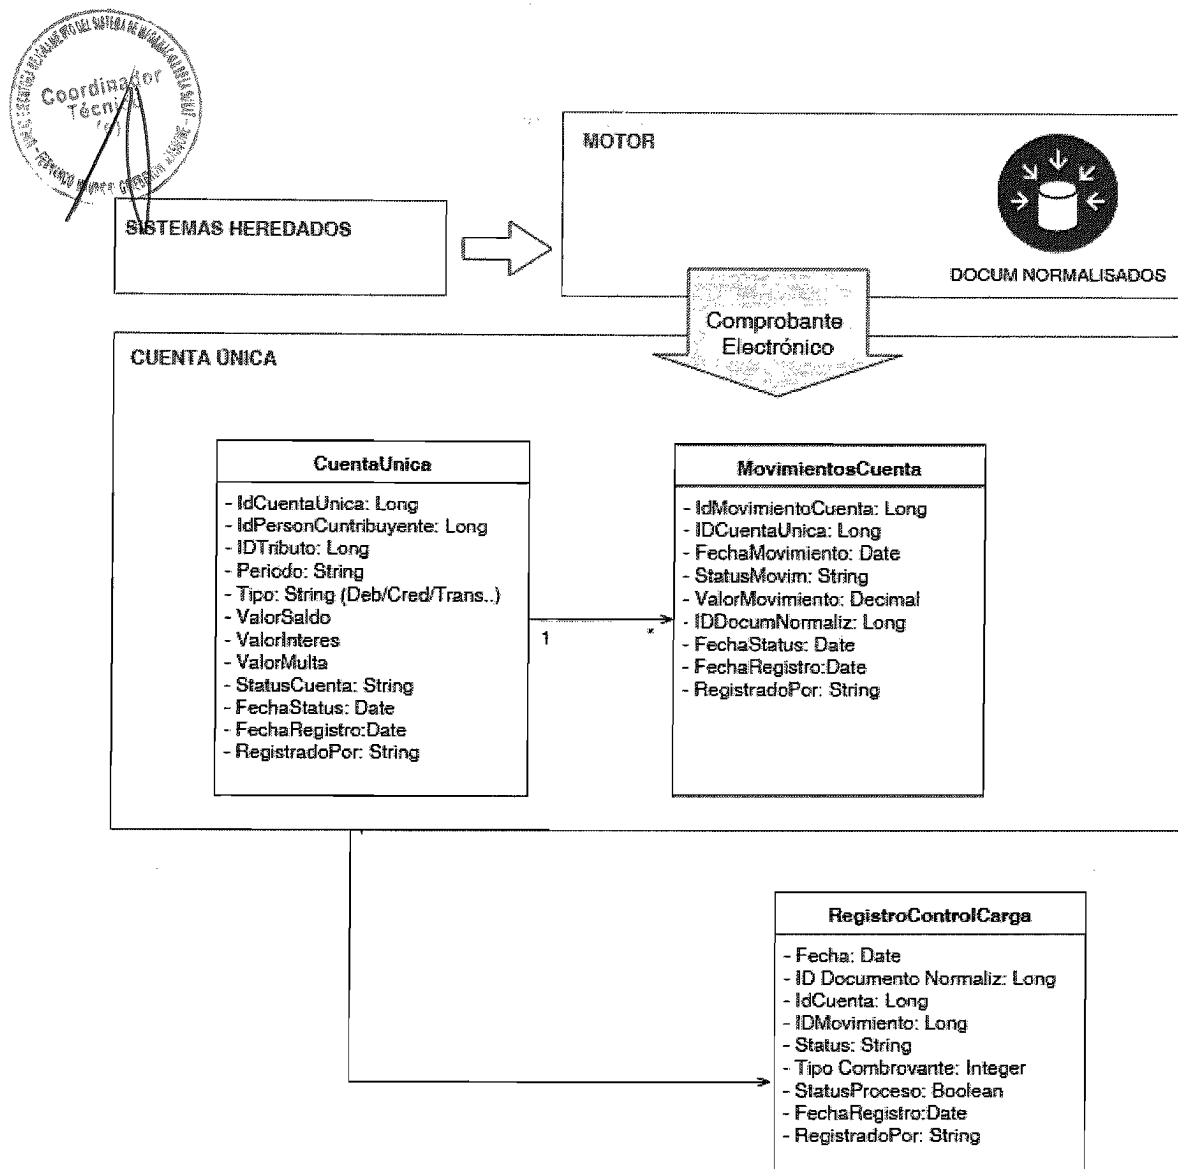 Coordinador
Técnico
MOTOR
SISTEMAS HEREDADOS
DOCUM NORMALISADOS
Comprobante
Electrónico
CUENTA ÚNICA
CuentaUnica
- IdCuentaUnica: Long
- IdPersonCuntribuyente: Long
- IDTributo: Long
- Periodo: String
- Tipo: String (Deb/Cred/Trans..)
- ValorSaldo
- ValorInteres
- ValorMulta
- StatusCuenta: String
- FechaStatus: Date
- FechaRegistro:Date
- RegistradoPor: String
1
*
MovimientosCuenta
- IdMovimientoCuenta: Long
- IDCuentaUnica: Long
- FechaMovimiento: Date
- StatusMovim: String
- ValorMovimiento: Decimal
- IDDocumNormaliz: Long
- FechaStatus: Date
- FechaRegistro:Date
- RegistradoPor: String
RegistroControlCarga
- Fecha: Date
- ID Documento Normaliz: Long
- IdCuenta: Long
- IDMovimiento: Long
- Status: String
- Tipo Combrovante: Integer
- StatusProceso: Boolean
- FechaRegistro:Date
- RegistradoPor: String